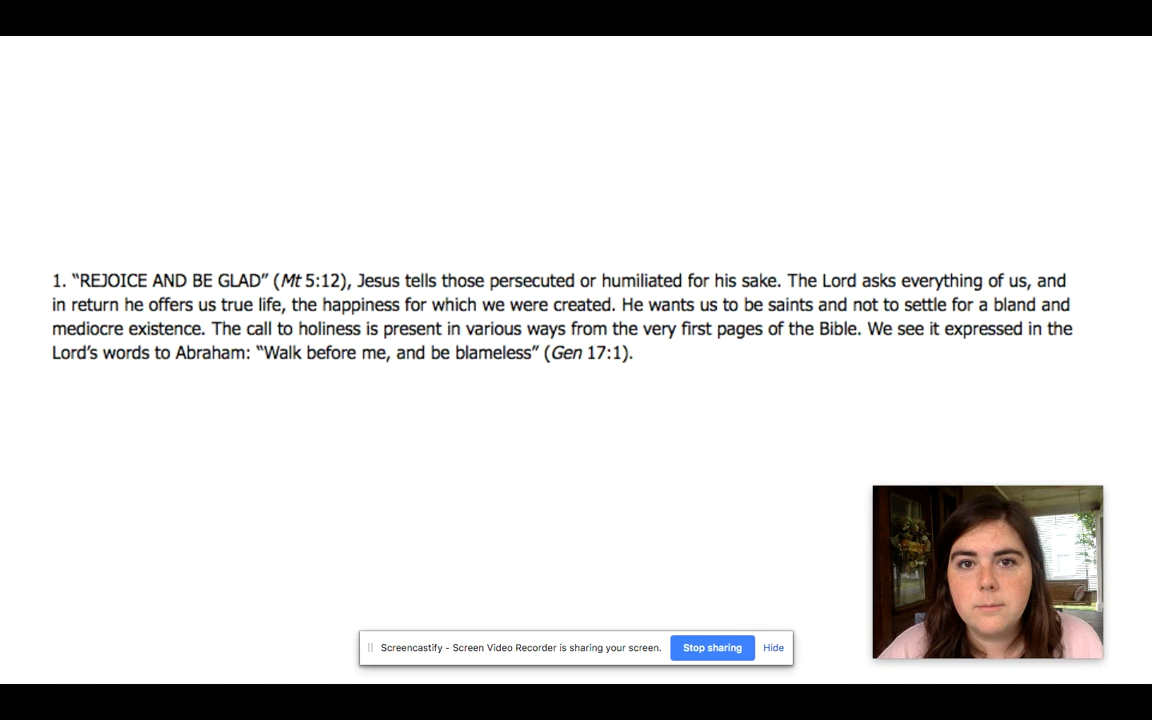 1. “REJOICE AND BE GLAD” (Mt 5:12), Jesus tells those persecuted or humiliated for his sake. The Lord asks everything of us, and
in return he offers us true life, the happiness for which we were created. He wants us to be saints and not to settle for a bland and
mediocre existence. The call to holiness is present in various ways from the very first pages of the Bible. We see it expressed in the
Lord’s words to Abraham: “Walk before me, and be blameless” (Gen 17:1).
Screencastify - Screen Video Recorder is sharing your screen. Stop sharing Hide